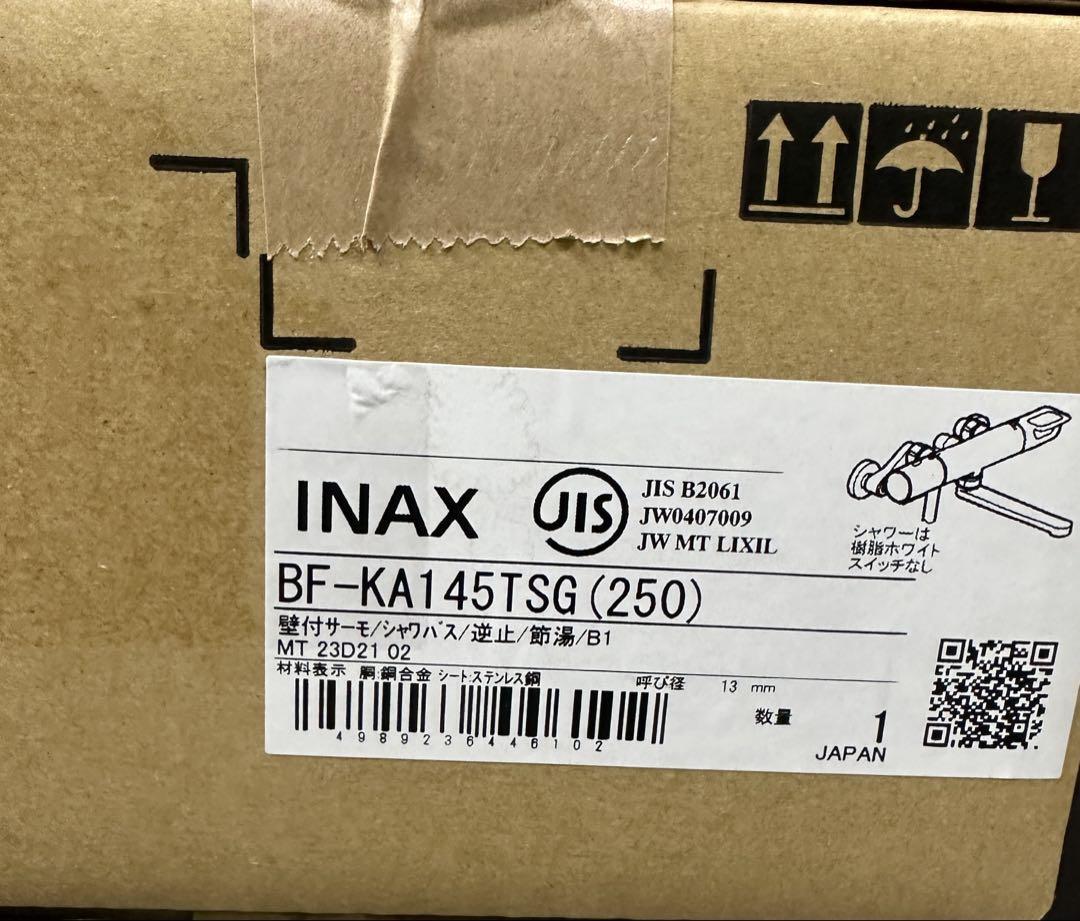 INAX
JIS
JIS B2061
JW0407009
JW MT LIXIL
シャワーは
樹脂ホワイト
スイッチなし
BF-KA145TSG(250)
壁付サーモ/シャワバス/逆止/節湯/B1
MT 23D21 02
材料表示 胴:銅合金 シート:ステンレス鋼 呼び径 13 mm
数量 1
4989236446102
JAPAN